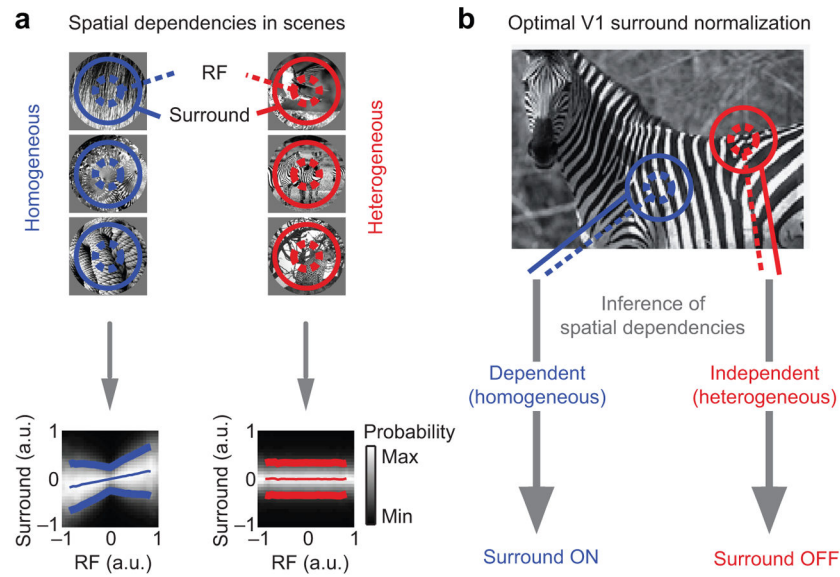 a
Spatial dependencies in scenes
Homogeneous
RF
Surround
Heterogeneous
Surround (a.u.)
1
0
–1
–1 0 1
RF (a.u.)
Surround (a.u.)
1
0
–1
–1 0 1
RF (a.u.)
Probability
Max
Min
b
Optimal V1 surround normalization
Inference of
spatial dependencies
Dependent
(homogeneous)
Independent
(heterogeneous)
Surround ON
Surround OFF